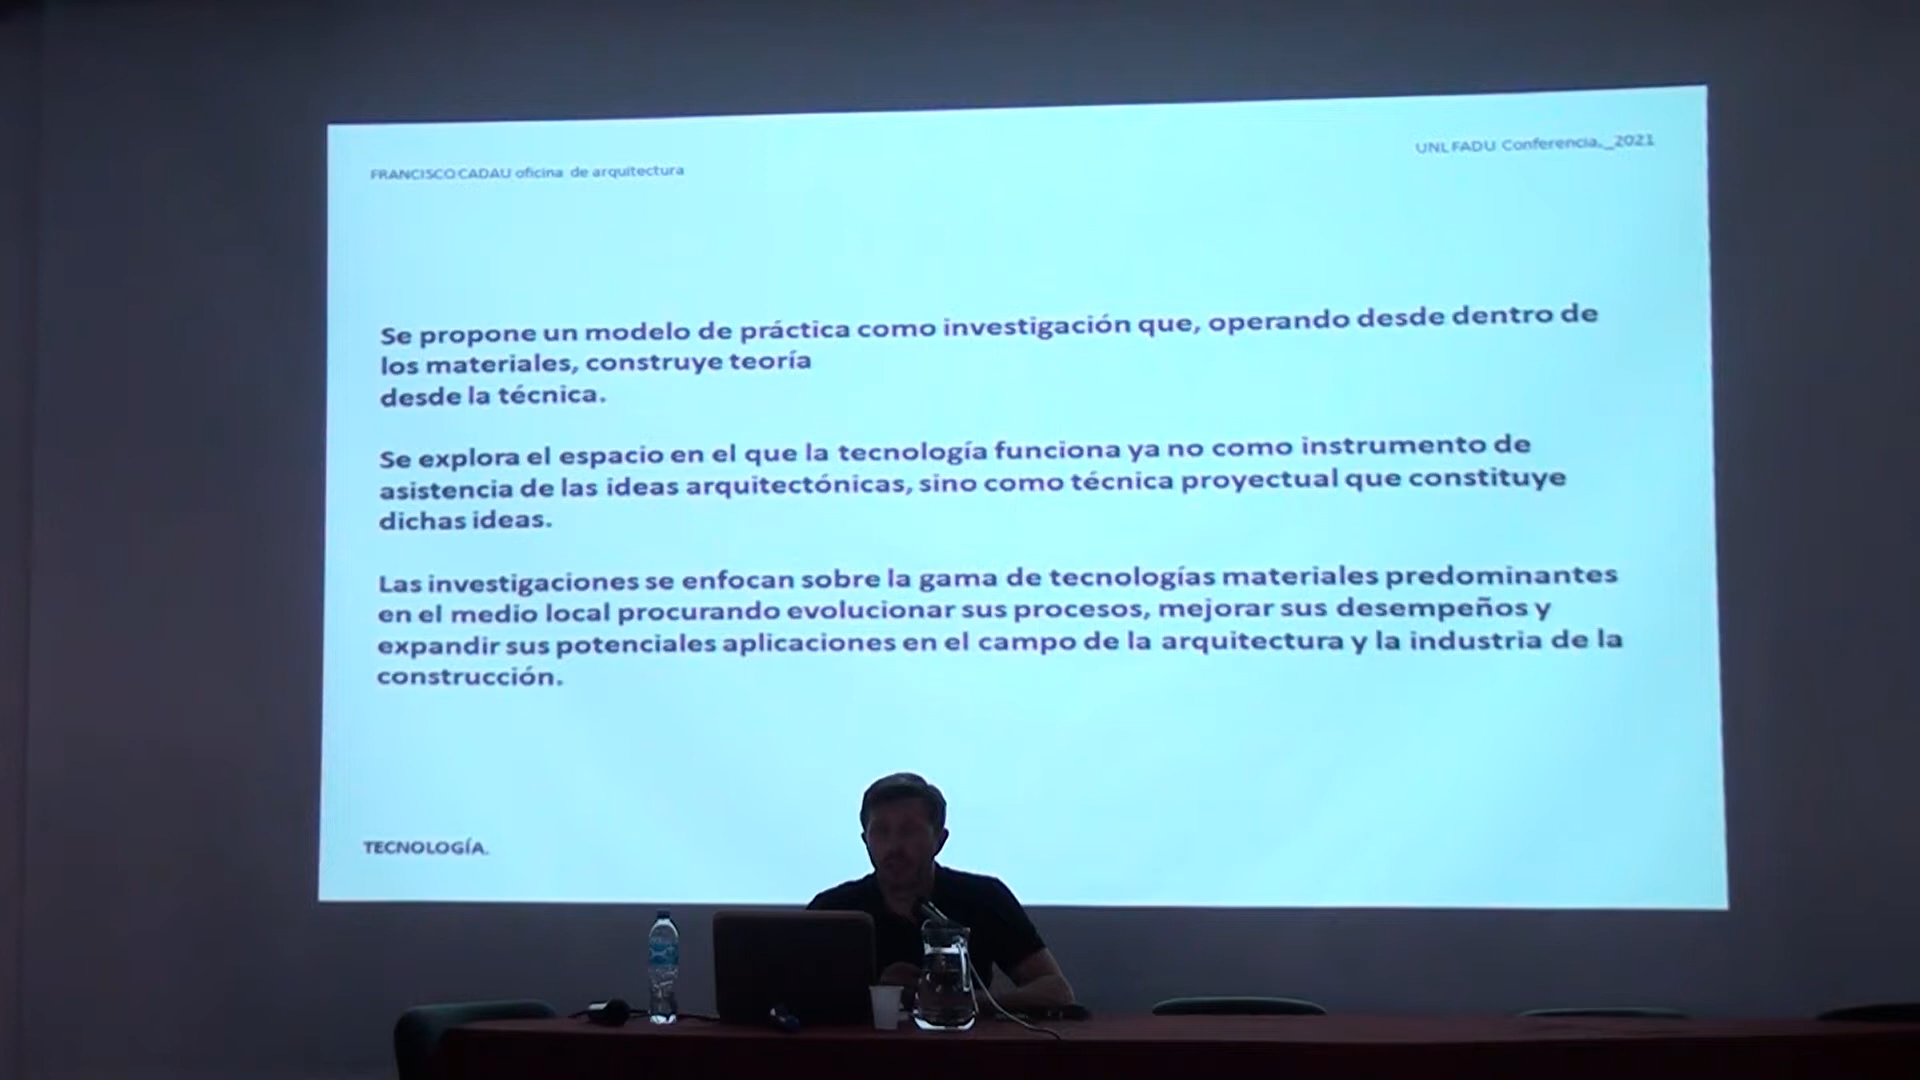 FRANCISCO CADAU oficina de arquitectura
UNL FADU Conferencia._2021
Se propone un modelo de práctica como investigación que, operando desde dentro de
los materiales, construye teoría
desde la técnica.
Se explora el espacio en el que la tecnología funciona ya no como instrumento de
asistencia de las ideas arquitectónicas, sino como técnica proyectual que constituye
dichas ideas.
Las investigaciones se enfocan sobre la gama de tecnologías materiales predominantes
en el medio local procurando evolucionar sus procesos, mejorar sus desempeños y
expandir sus potenciales aplicaciones en el campo de la arquitectura y la industria de la
construcción.
TECNOLOGÍA.